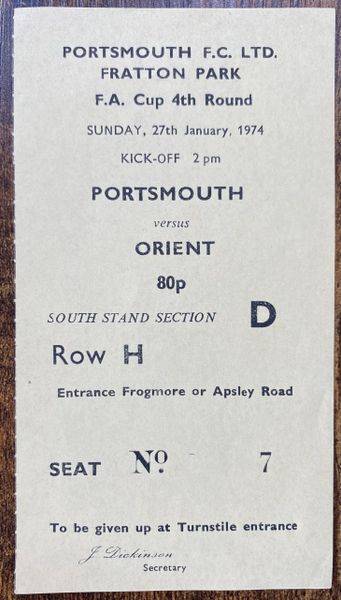 PORTSMOUTH F.C. LTD.
FRATTON PARK
F.A. Cup 4th Round
SUNDAY, 27th January, 1974
KICK-OFF 2 pm
PORTSMOUTH
versus
ORIENT
80p
SOUTH STAND SECTION D
Row H
Entrance Frogmore or Apsley Road
SEAT No. 7
To be given up at Turnstile entrance
J. Dickinson
Secretary